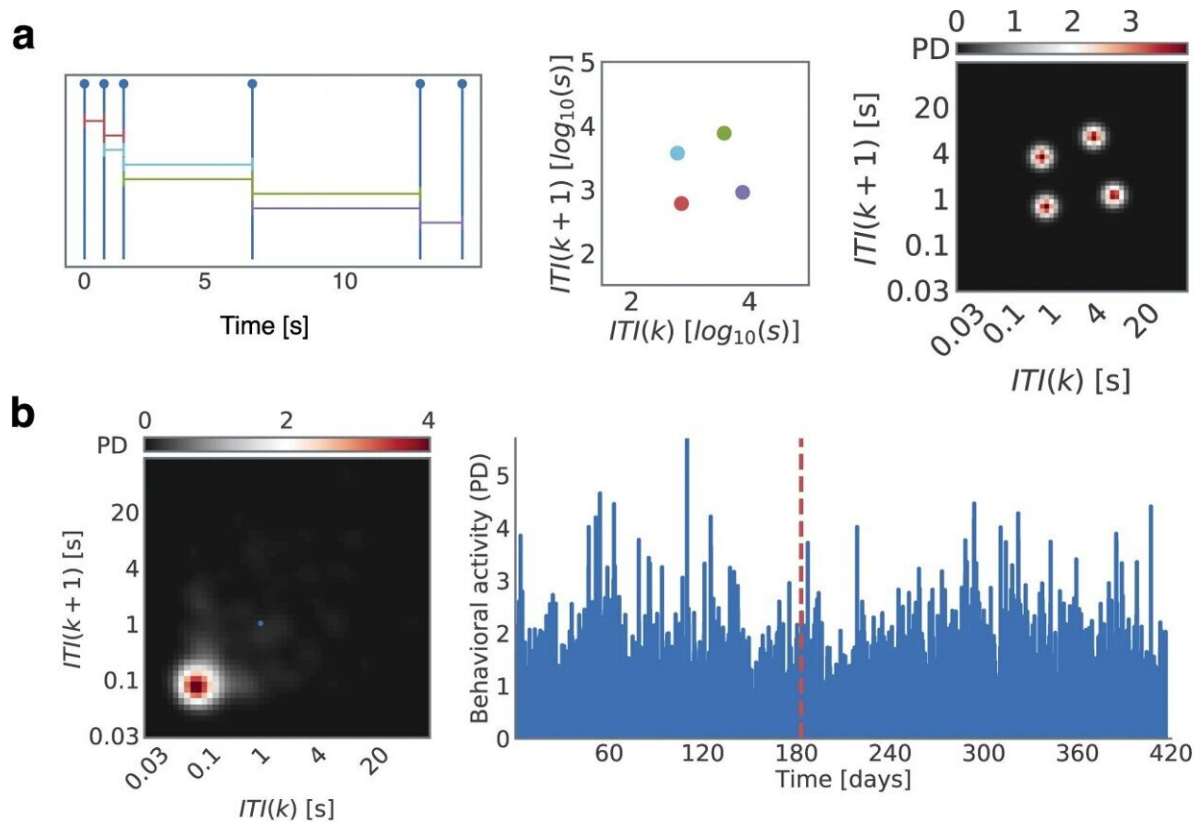 a
0 5 10
Time [s]
ITI(k + 1) [log10(s)]
5
4
3
2
2 4
ITI(k) [log10(s)]
0 1 2 3
PD
ITI(k + 1) [s]
20
4
1
0.1
0.03
0.03 0.1 1 4 20
ITI(k) [s]
b
0 2 4
PD
ITI(k + 1) [s]
20
4
1
0.1
0.03
0.03 0.1 1 4 20
ITI(k) [s]
Behavioral activity (PD)
5
4
3
2
1
0
60 120 180 240 300 360 420
Time [days]